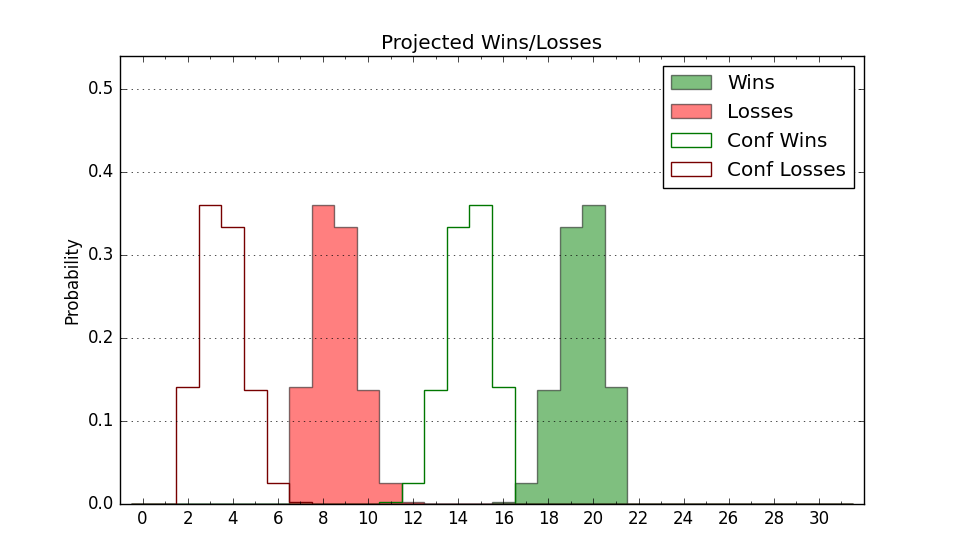 Projected Wins/Losses
Probability
0.5
0.4
0.3
0.2
0.1
0.0
0 2 4 6 8 10 12 14 16 18 20 22 24 26 28 30
Wins
Losses
Conf Wins
Conf Losses